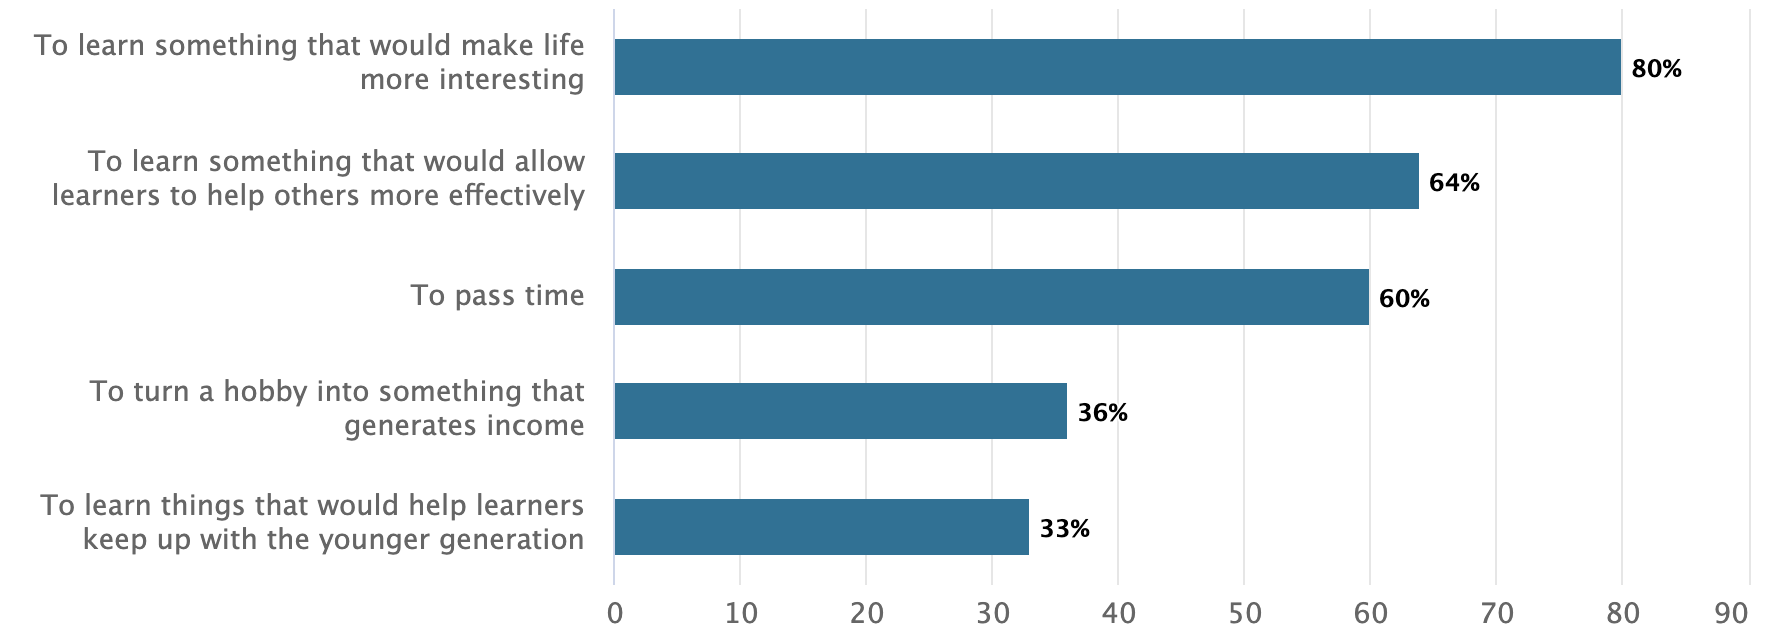 To learn something that would make life
more interesting
80%
To learn something that would allow
learners to help others more effectively
64%
To pass time
60%
To turn a hobby into something that
generates income
36%
To learn things that would help learners
keep up with the younger generation
33%
0 10 20 30 40 50 60 70 80 90